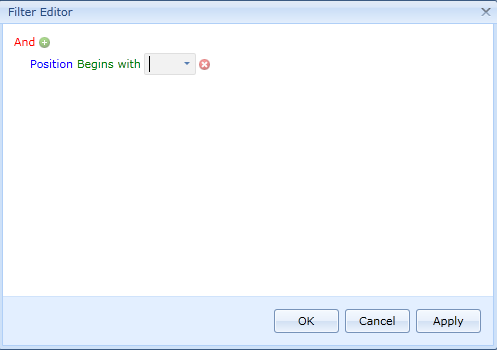 Filter Editor
And
Position Begins with
OK Cancel Apply